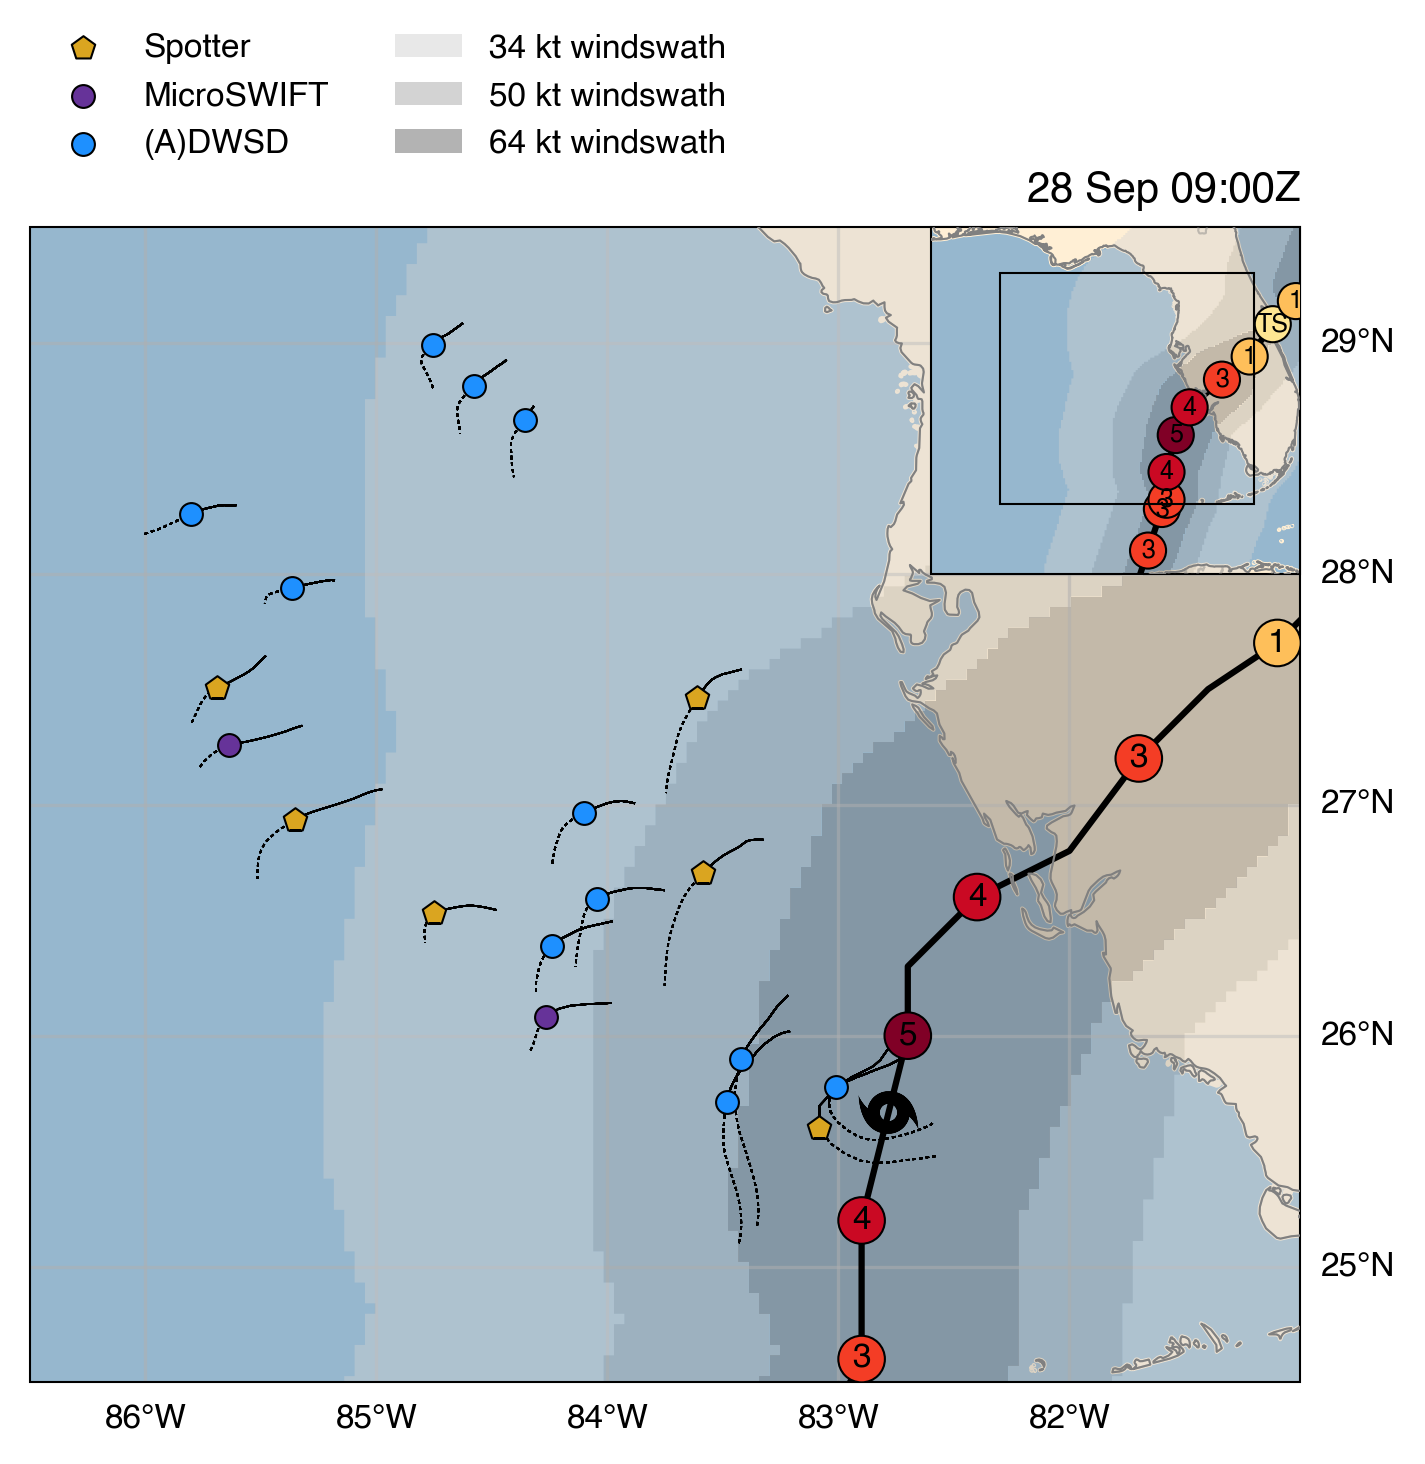 Spotter
MicroSWIFT
(A)DWSD
34 kt windswath
50 kt windswath
64 kt windswath
28 Sep 09:00Z
1
TS
1
3
4
5
4
3
3
3
29°N
28°N
27°N
26°N
25°N
1
3
4
5
4
3
86°W
85°W
84°W
83°W
82°W